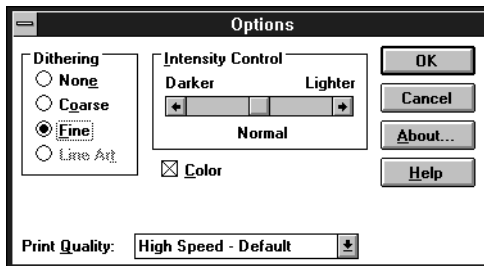 Options
Dithering
None
Coarse
Fine
Line Art
Intensity Control
Darker Lighter
Normal
Color
OK
Cancel
About...
Help
Print Quality: High Speed - Default